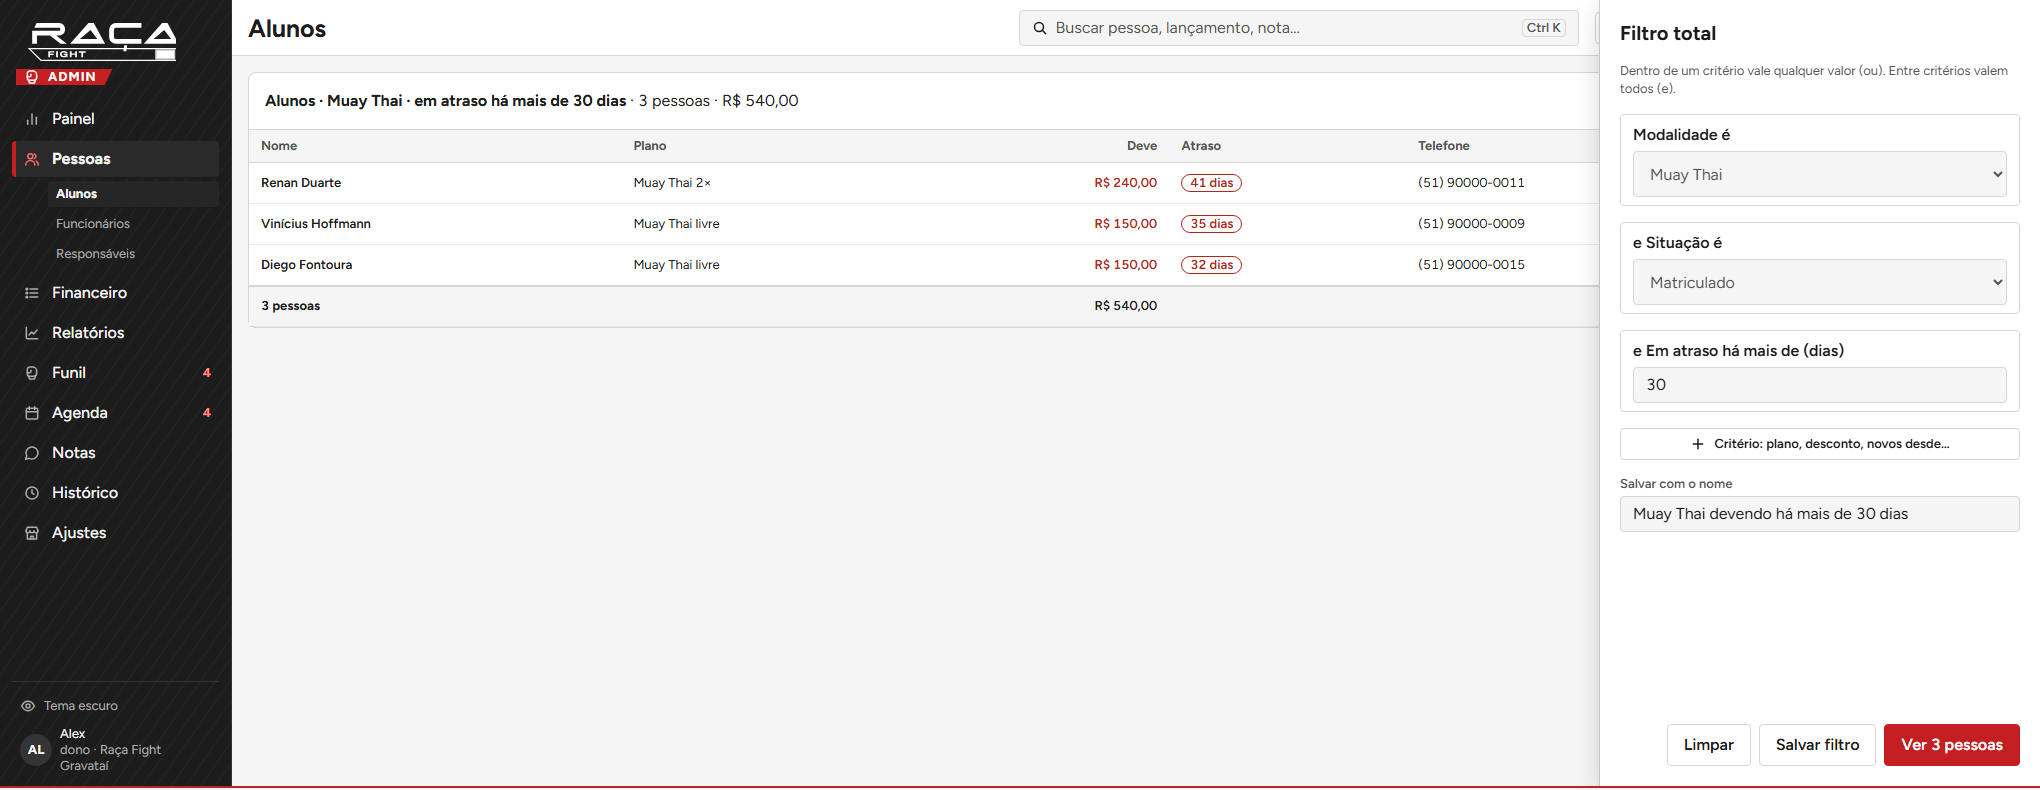 RAÇA
FIGHT
ADMIN
Painel
Pessoas
Alunos
Funcionários
Responsáveis
Financeiro
Relatórios
Funil 4
Agenda 4
Notas
Histórico
Ajustes
Tema escuro
AL
Alex
dono · Raça Fight
Gravataí
Alunos
Buscar pessoa, lançamento, nota... Ctrl K
Alunos · Muay Thai · em atraso há mais de 30 dias · 3 pessoas · R$ 540,00
Nome Plano Deve Atraso Telefone
Renan Duarte Muay Thai 2× R$ 240,00 41 dias (51) 90000-0011
Vinícius Hoffmann Muay Thai livre R$ 150,00 35 dias (51) 90000-0009
Diego Fontoura Muay Thai livre R$ 150,00 32 dias (51) 90000-0015
3 pessoas R$ 540,00
Filtro total
Dentro de um critério vale qualquer valor (ou). Entre critérios valem
todos (e).
Modalidade é
Muay Thai
e Situação é
Matriculado
e Em atraso há mais de (dias)
30
+ Critério: plano, desconto, novos desde...
Salvar com o nome
Muay Thai devendo há mais de 30 dias
Limpar Salvar filtro Ver 3 pessoas